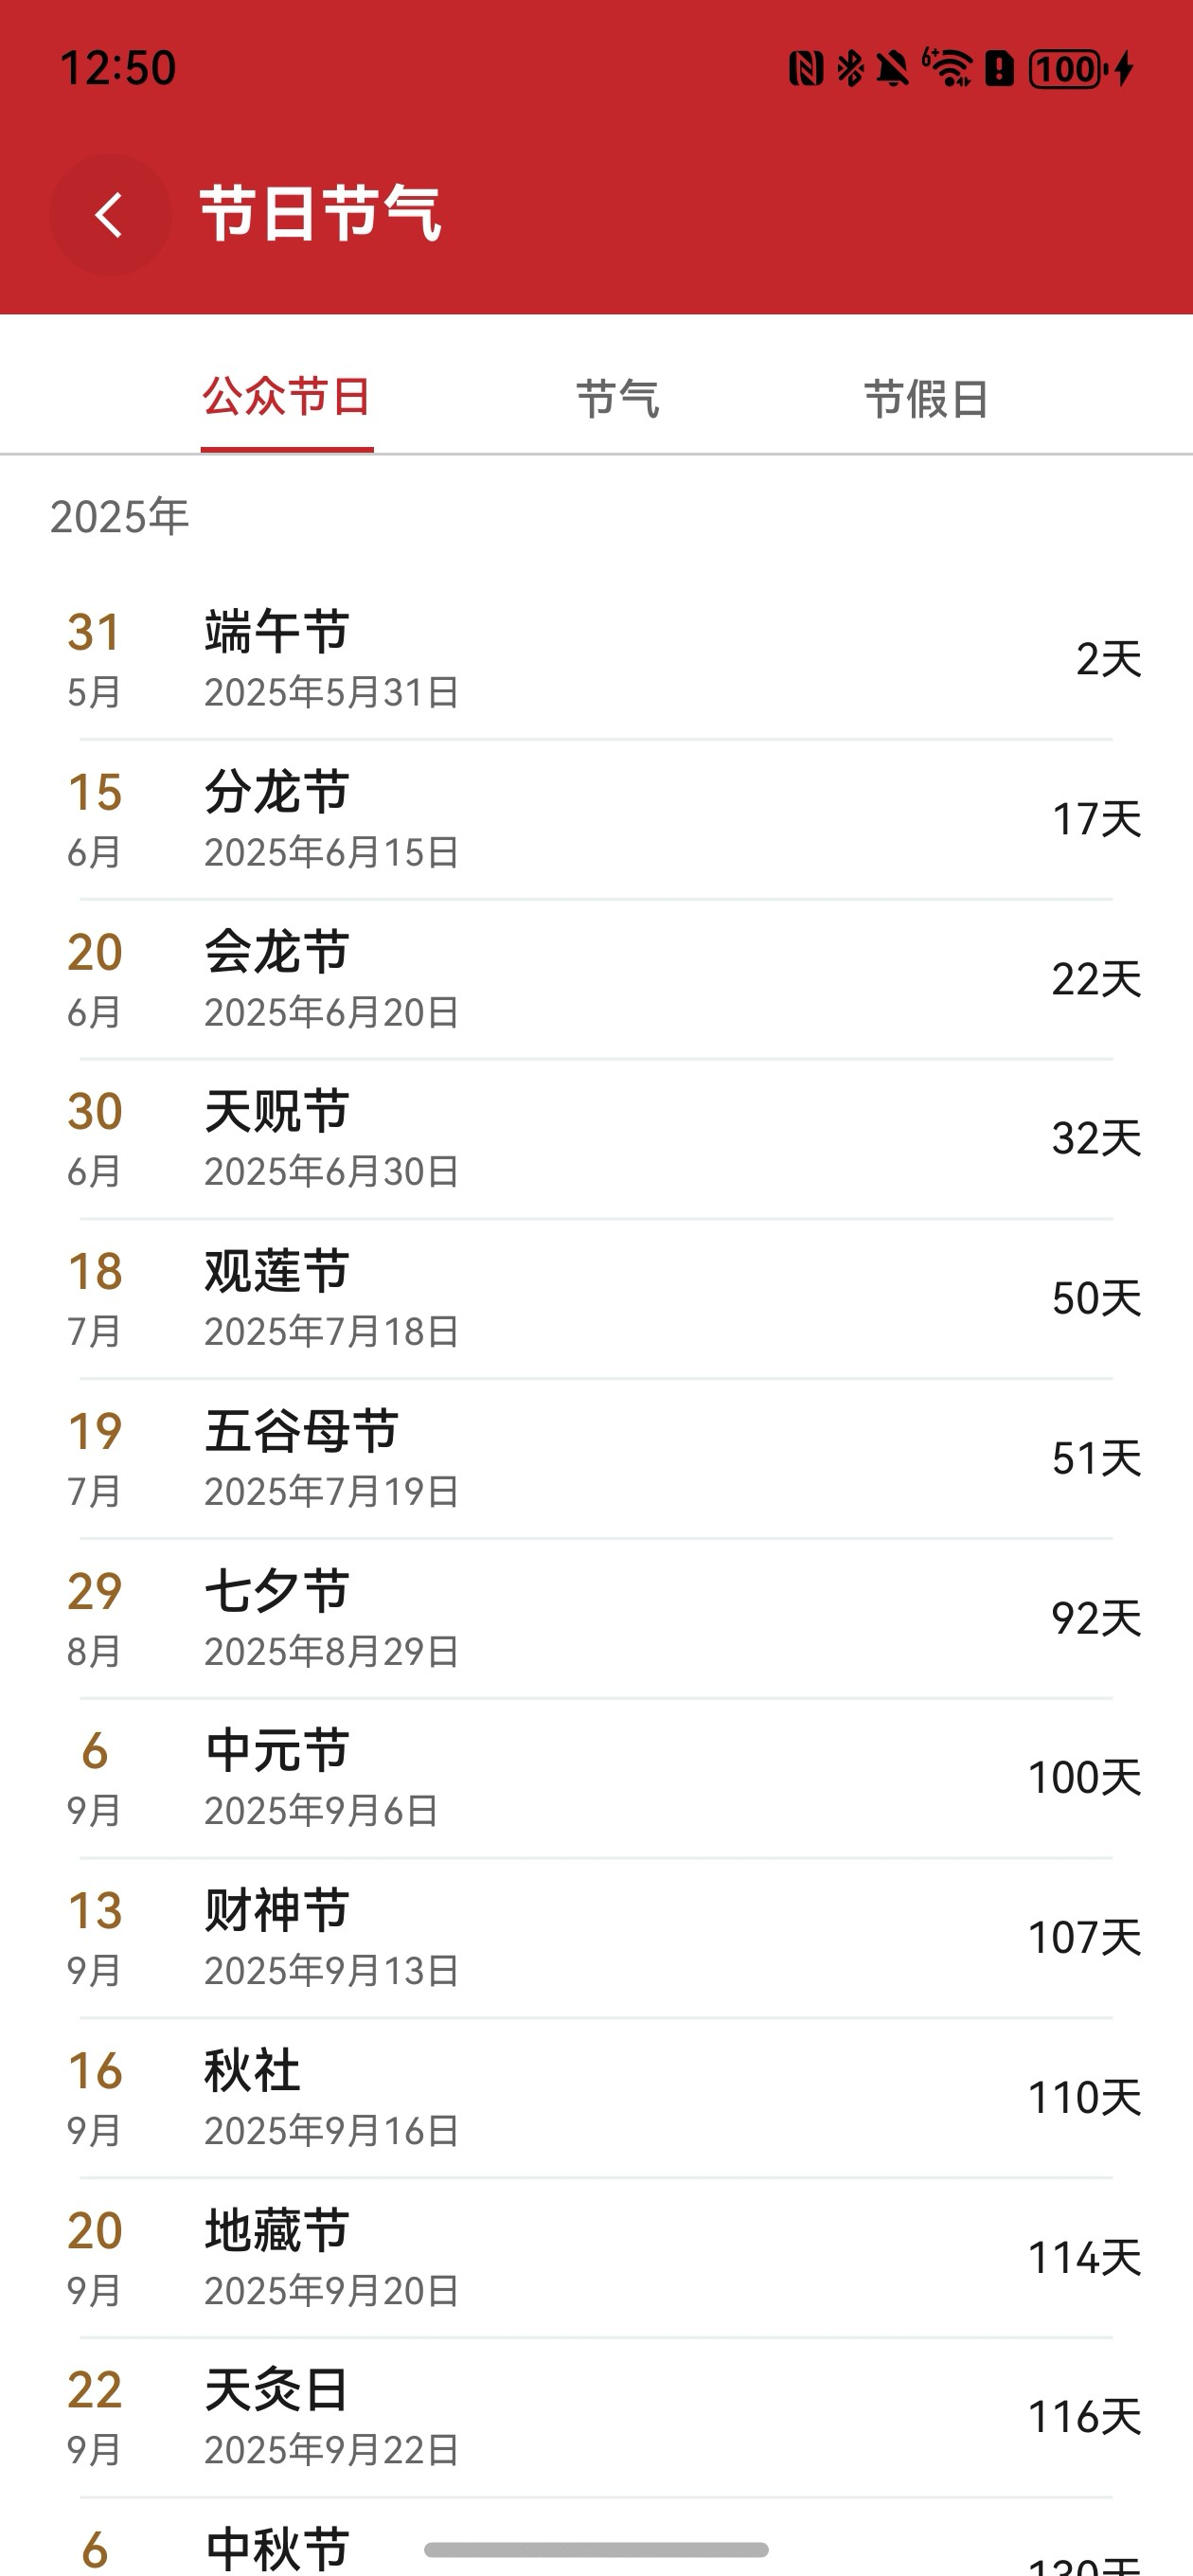 12:50
6+
100
节日节气
公众节日 节气 节假日
2025年
31 端午节
5月 2025年5月31日
2天
15 分龙节
6月 2025年6月15日
17天
20 会龙节
6月 2025年6月20日
22天
30 天贶节
6月 2025年6月30日
32天
18 观莲节
7月 2025年7月18日
50天
19 五谷母节
7月 2025年7月19日
51天
29 七夕节
8月 2025年8月29日
92天
6 中元节
9月 2025年9月6日
100天
13 财神节
9月 2025年9月13日
107天
16 秋社
9月 2025年9月16日
110天
20 地藏节
9月 2025年9月20日
114天
22 天灸日
9月 2025年9月22日
116天
6 中秋节
130天